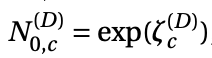 $N_{0,c}^{(D)} = \exp(\zeta_c^{(D)})$,